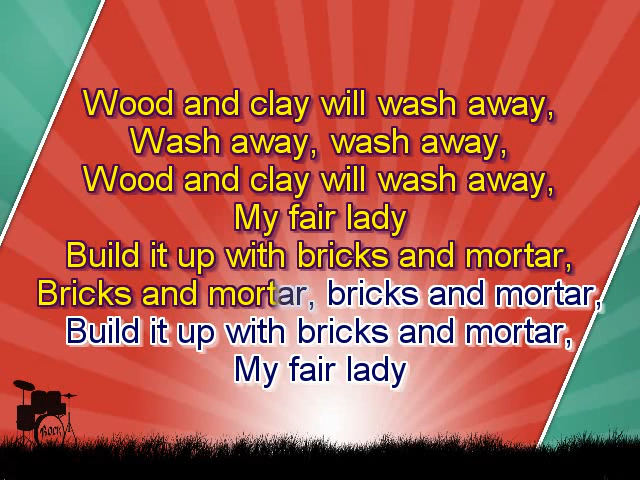 Wood and clay will wash away,
Wash away, wash away,
Wood and clay will wash away,
My fair lady
Build it up with bricks and mortar,
Bricks and mortar, bricks and mortar,
Build it up with bricks and mortar,
My fair lady
ROCK